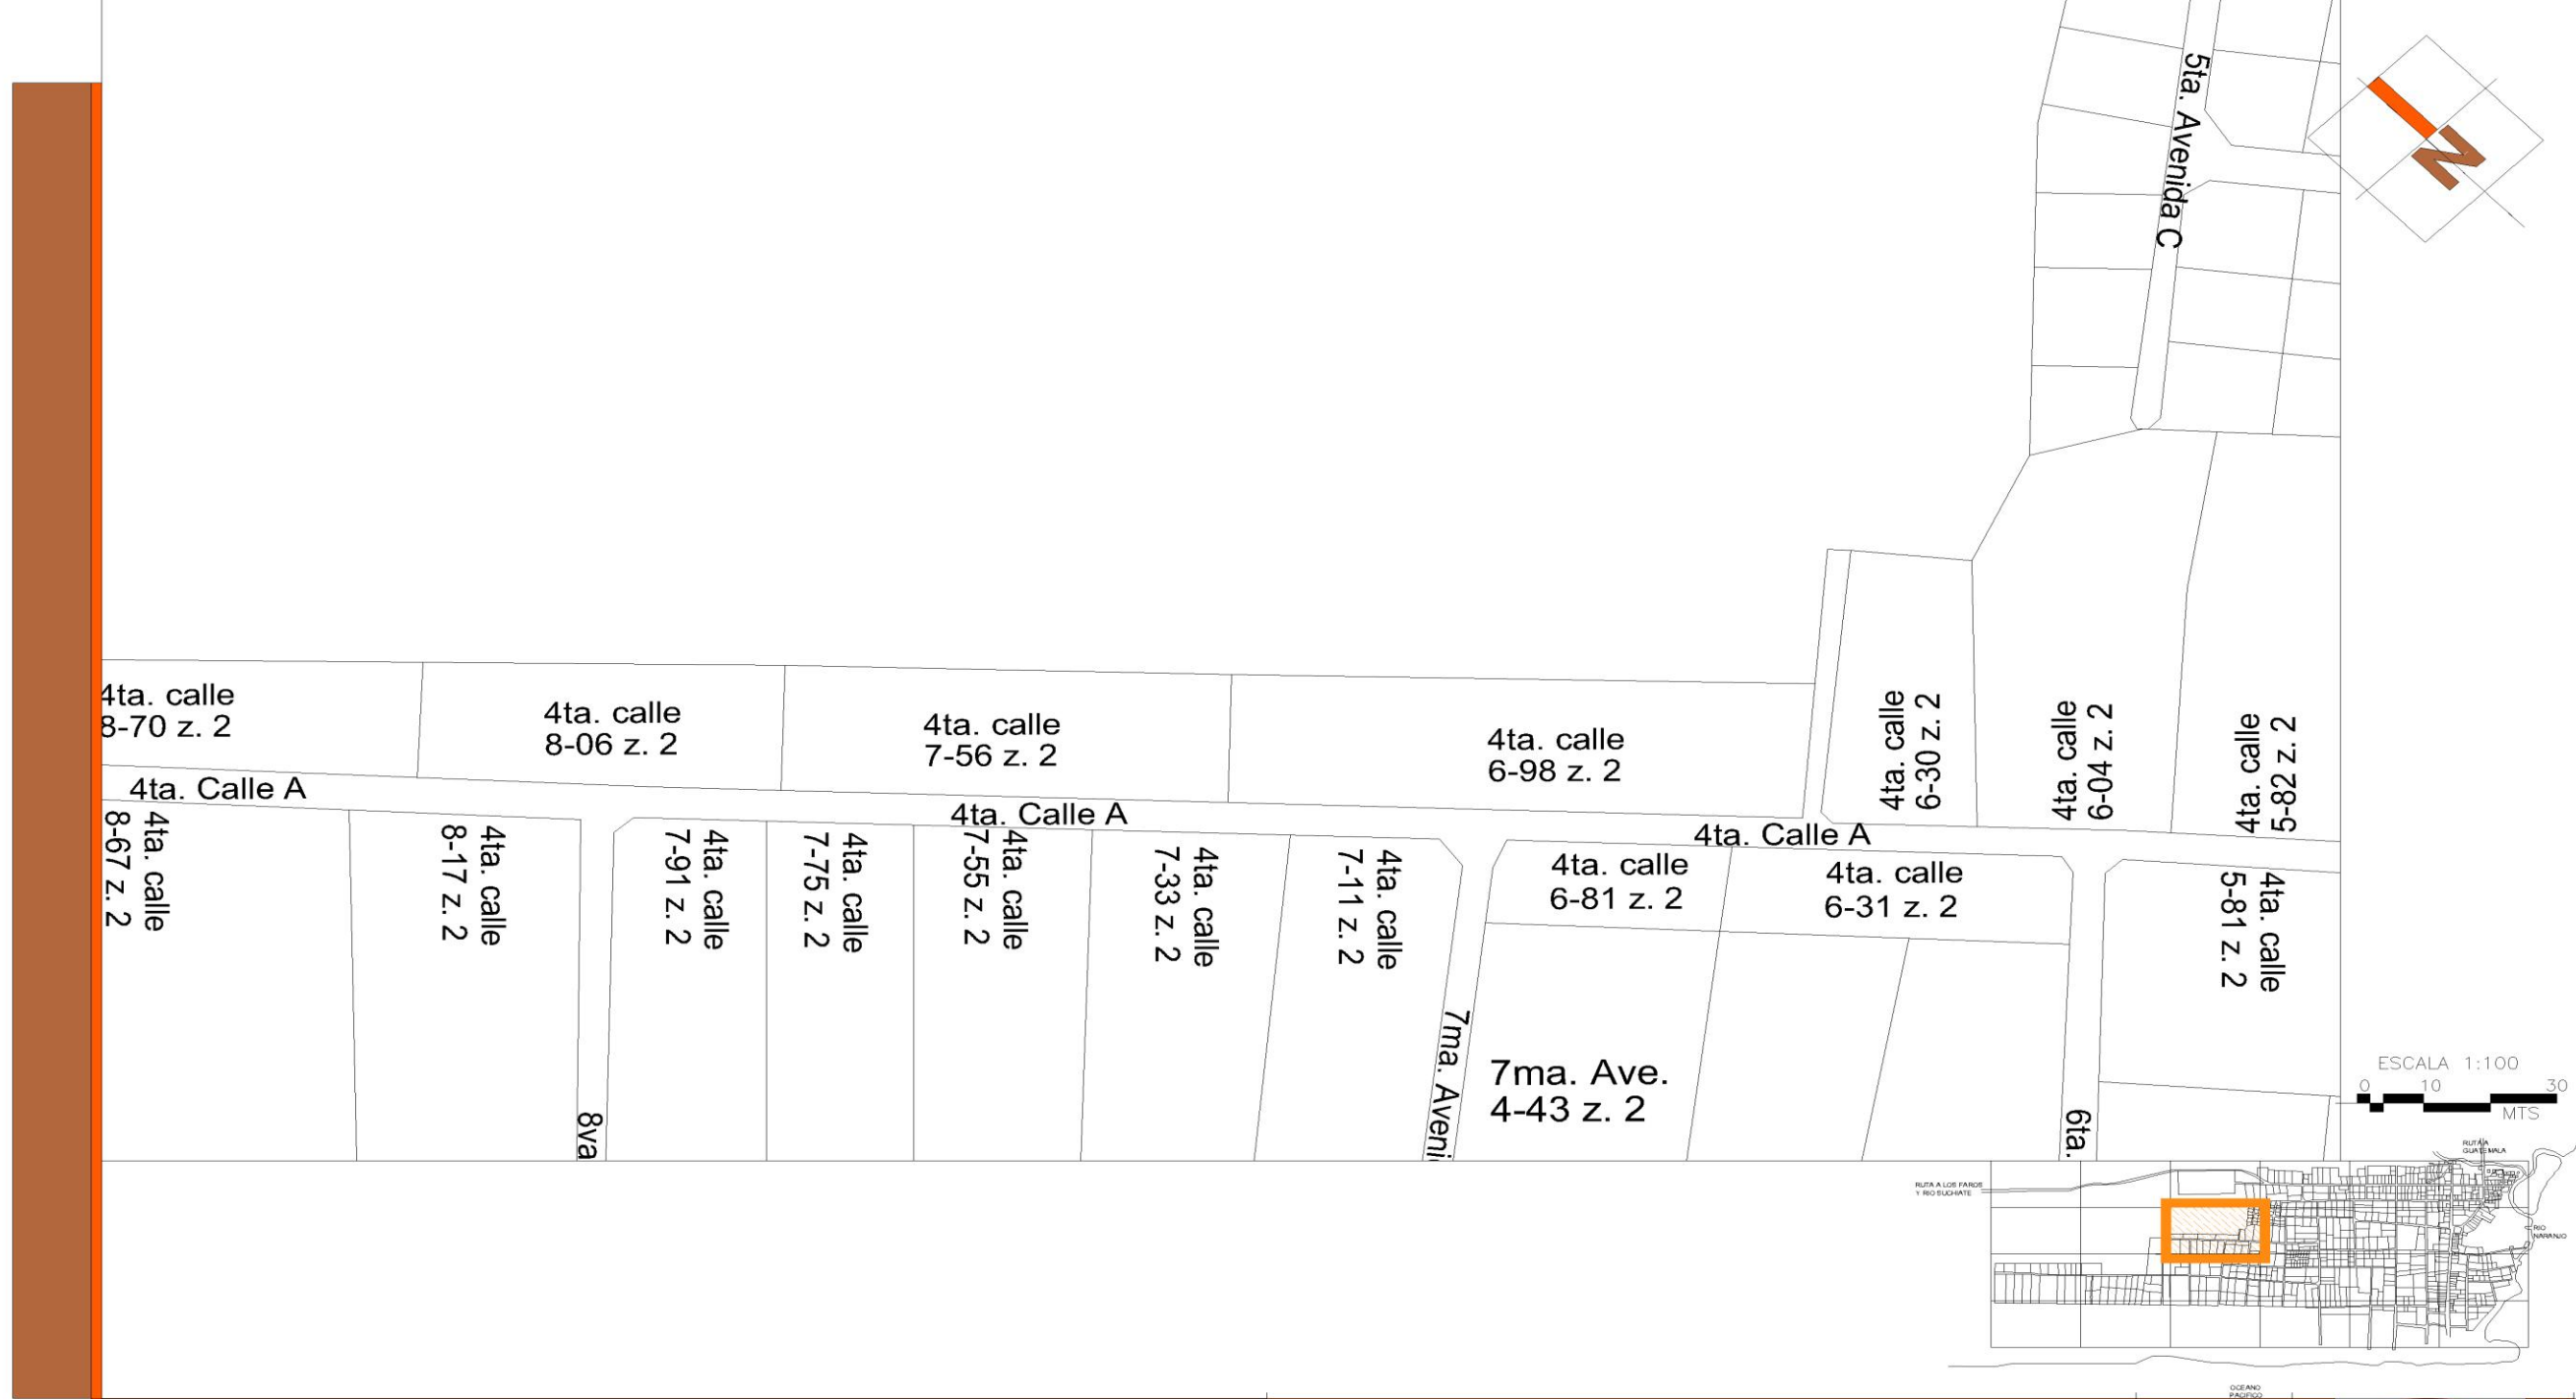 5ta. Avenida C
N
4ta. calle
8-70 z. 2
4ta. calle
8-06 z. 2
4ta. calle
7-56 z. 2
4ta. calle
6-98 z. 2
4ta. calle
6-30 z. 2
4ta. calle
6-04 z. 2
4ta. calle
5-82 z. 2
4ta. Calle A
4ta. Calle A
4ta. Calle A
4ta. calle
8-67 z. 2
4ta. calle
8-17 z. 2
4ta. calle
7-91 z. 2
4ta. calle
7-75 z. 2
4ta. calle
7-55 z. 2
4ta. calle
7-33 z. 2
4ta. calle
7-11 z. 2
4ta. calle
6-81 z. 2
4ta. calle
6-31 z. 2
4ta. calle
5-81 z. 2
8va
7ma. Aveni
7ma. Ave.
4-43 z. 2
6ta.
ESCALA 1:100
0 10 30
MTS
RUTA A
GUATEMALA
RUTA A LOS FAROS
Y RIO SUCHIATE
RIO
NARANJO
OCEANO
PACIFICO